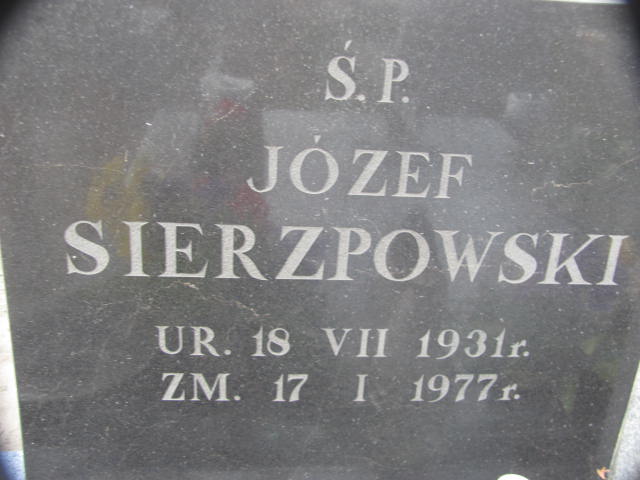 Ś.P.
JÓZEF
SIERZPOWSKI
UR. 18 VII 1931r.
ZM. 17 I 1977r.